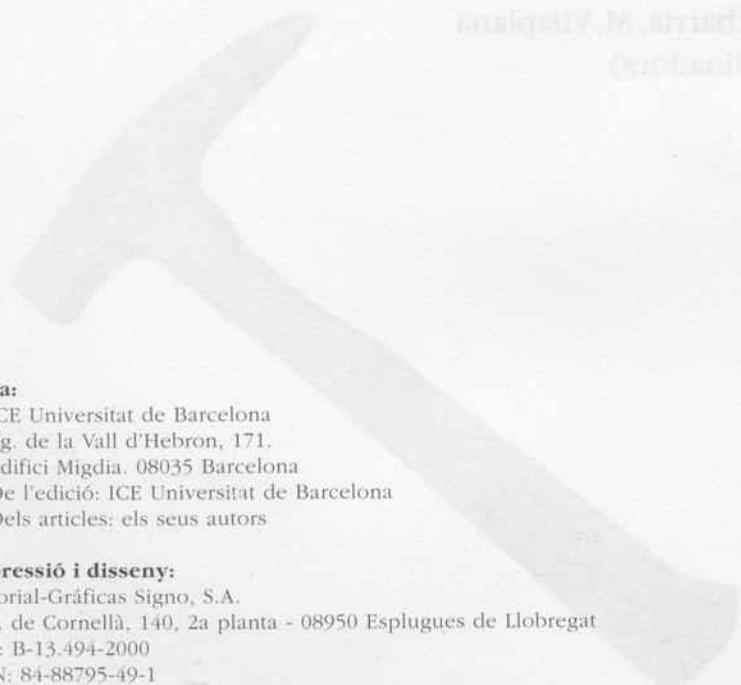 a:
CE Universitat de Barcelona
g. de la Vall d'Hebron, 171.
difici Migdia. 08035 Barcelona
De l'edició: ICE Universitat de Barcelona
Dels articles: els seus autors
ressió i disseny:
orial-Gráficas Signo, S.A.
. de Cornellà, 140, 2a planta - 08950 Esplugues de Llobregat
: B-13.494-2000
N: 84-88795-49-1